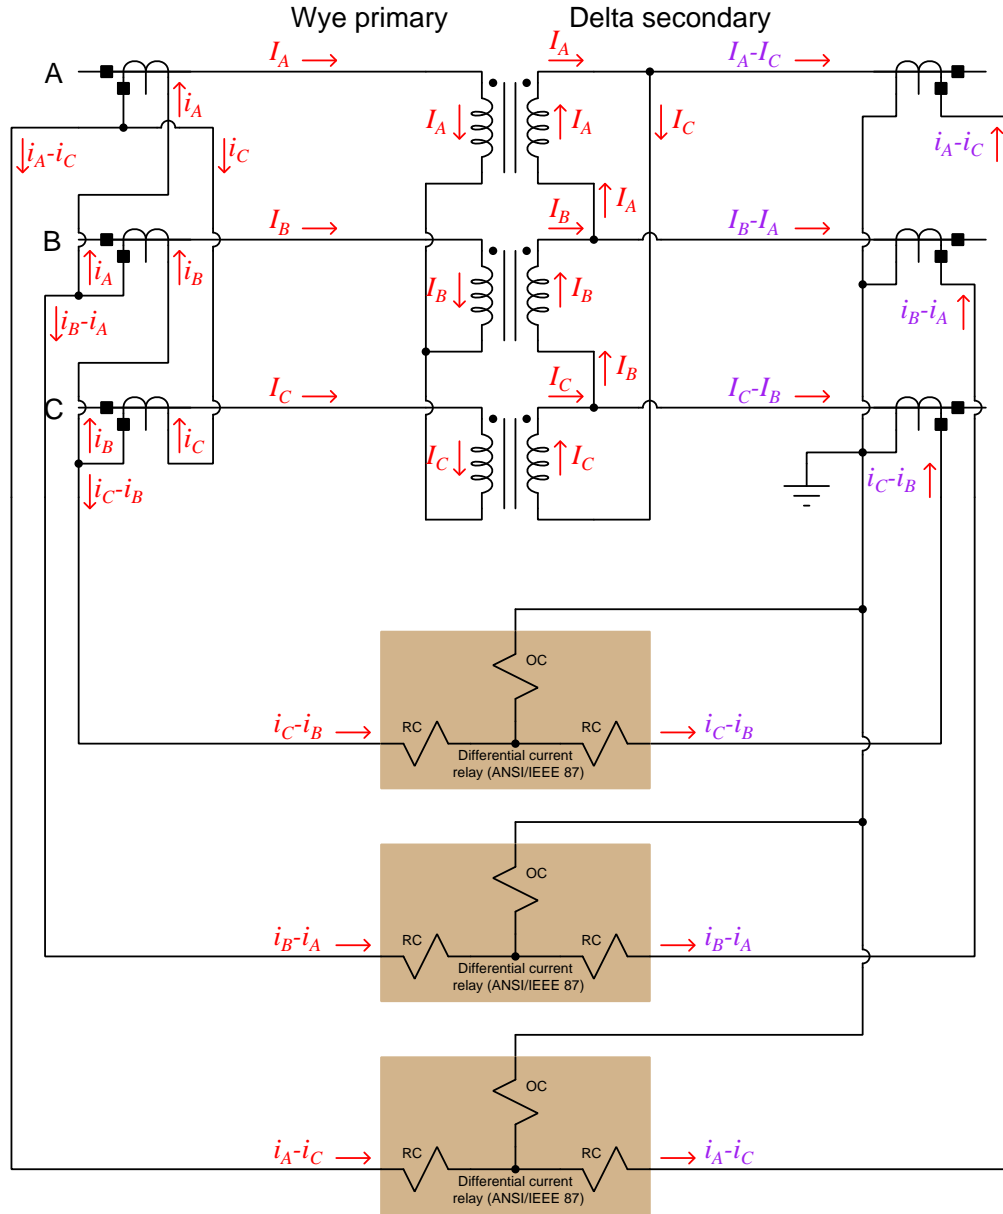 Wye primary Delta secondary
A I_A I_A I_A-I_C
i_A I_A I_A I_C
i_A-i_C i_C i_A-i_C
I_A
B I_B I_B I_B-I_A
i_A i_B I_B I_B
i_B-i_A i_B-i_A
I_B
C I_C I_C I_C-I_B
i_B i_C I_C I_C
i_C-i_B i_C-i_B
OC
i_C-i_B RC RC i_C-i_B
Differential current
relay (ANSI/IEEE 87)
OC
i_B-i_A RC RC i_B-i_A
Differential current
relay (ANSI/IEEE 87)
OC
i_A-i_C RC RC i_A-i_C
Differential current
relay (ANSI/IEEE 87)